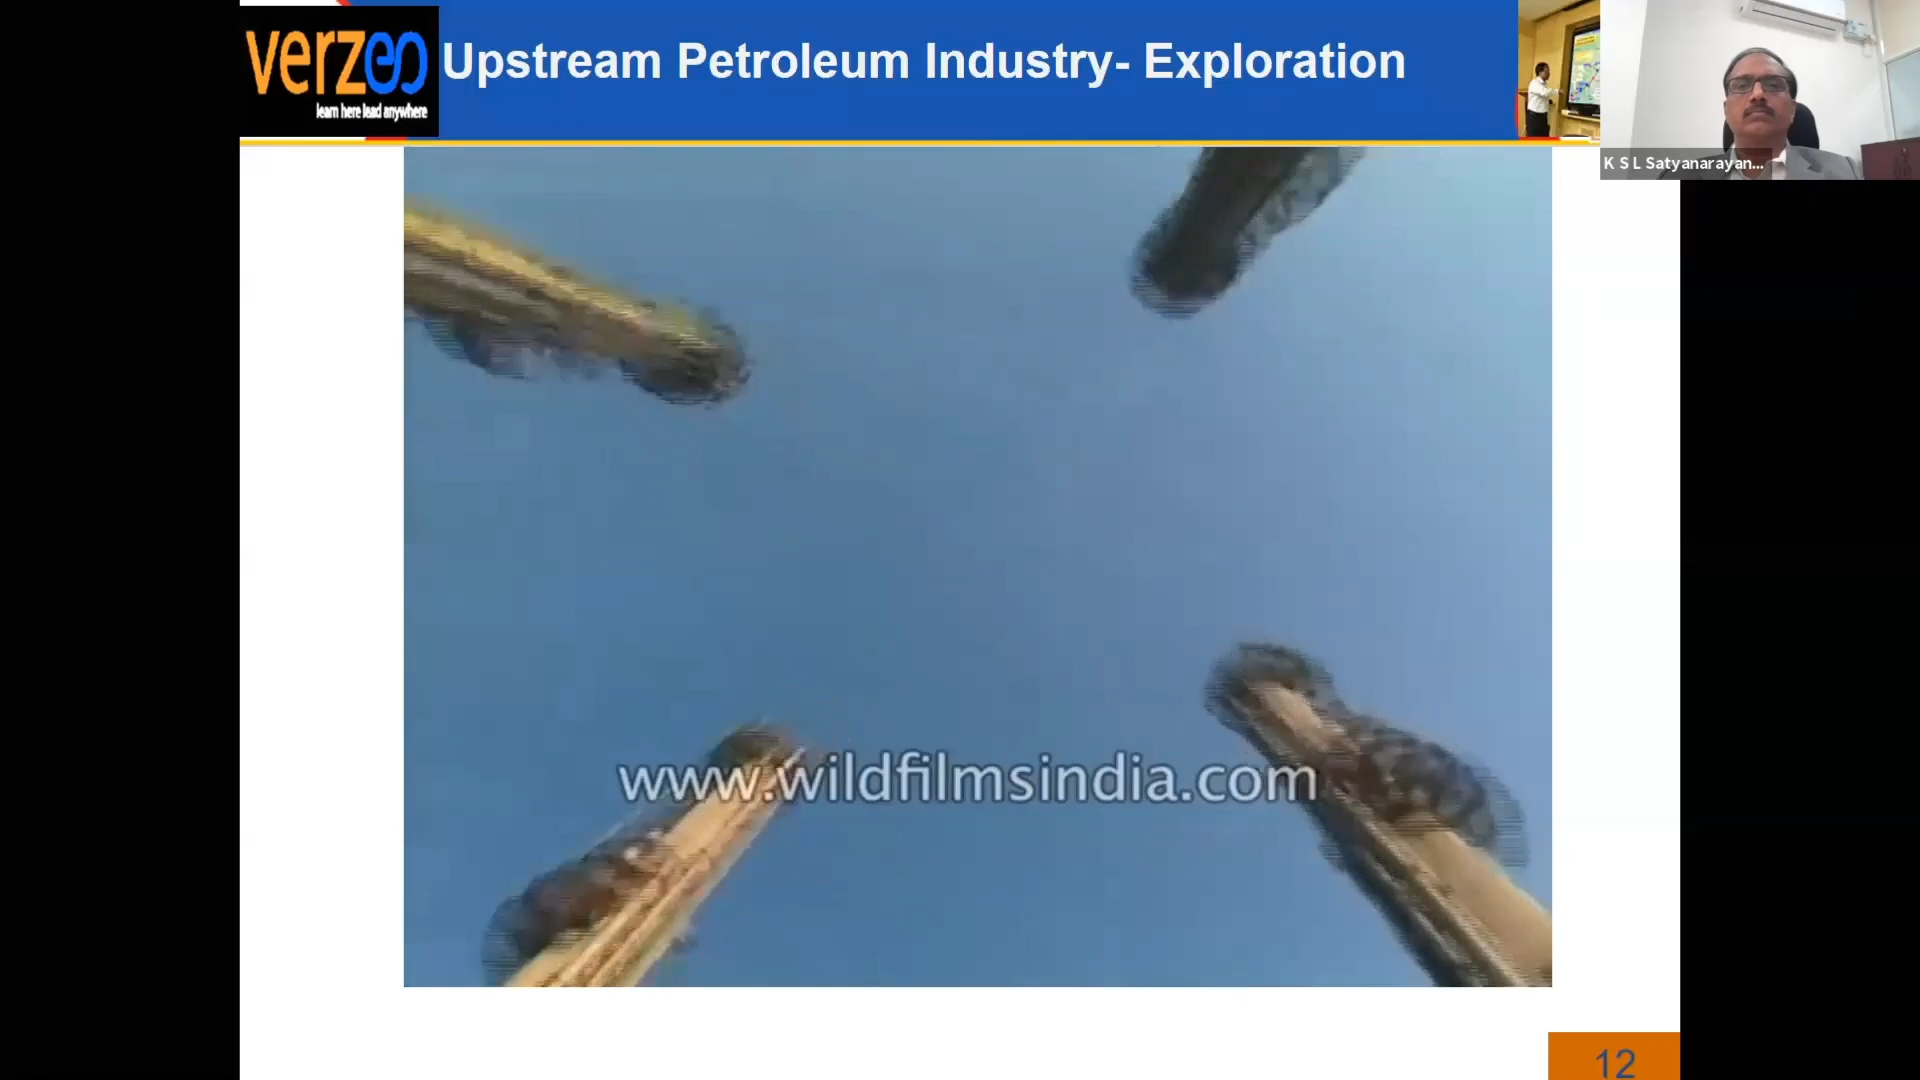 verzeo
learn here lead anywhere
Upstream Petroleum Industry- Exploration
K S L Satyanarayan...
www.wildfilmsindia.com
12